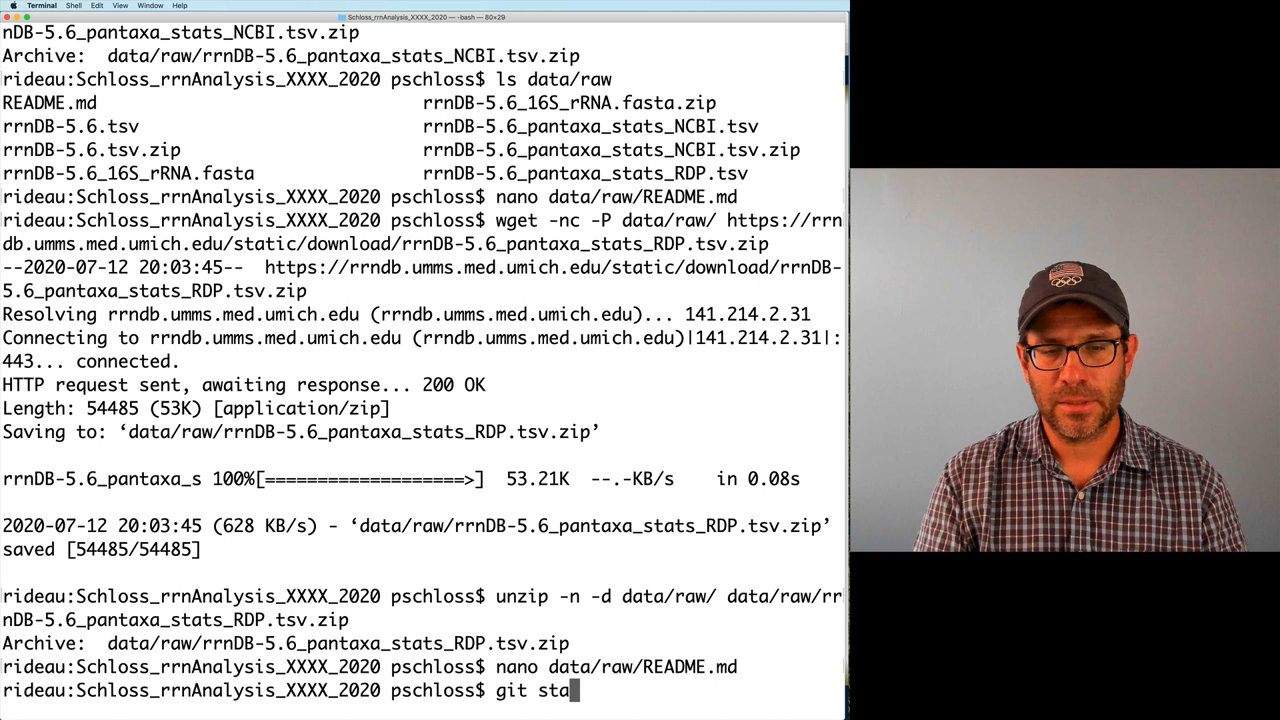 Terminal Shell Edit View Window Help
Schloss_rrnAnalysis_XXXX_2020 — -bash — 80×29
nDB-5.6_pantaxa_stats_NCBI.tsv.zip
Archive:  data/raw/rrnDB-5.6_pantaxa_stats_NCBI.tsv.zip
rideau:Schloss_rrnAnalysis_XXXX_2020 pschloss$ ls data/raw
README.md rrnDB-5.6_16S_rRNA.fasta.zip
rrnDB-5.6.tsv rrnDB-5.6_pantaxa_stats_NCBI.tsv
rrnDB-5.6.tsv.zip rrnDB-5.6_pantaxa_stats_NCBI.tsv.zip
rrnDB-5.6_16S_rRNA.fasta rrnDB-5.6_pantaxa_stats_RDP.tsv
rideau:Schloss_rrnAnalysis_XXXX_2020 pschloss$ nano data/raw/README.md
rideau:Schloss_rrnAnalysis_XXXX_2020 pschloss$ wget -nc -P data/raw/ https://rrn
db.umms.med.umich.edu/static/download/rrnDB-5.6_pantaxa_stats_RDP.tsv.zip
--2020-07-12 20:03:45--  https://rrndb.umms.med.umich.edu/static/download/rrnDB-
5.6_pantaxa_stats_RDP.tsv.zip
Resolving rrndb.umms.med.umich.edu (rrndb.umms.med.umich.edu)... 141.214.2.31
Connecting to rrndb.umms.med.umich.edu (rrndb.umms.med.umich.edu)|141.214.2.31|:
443... connected.
HTTP request sent, awaiting response... 200 OK
Length: 54485 (53K) [application/zip]
Saving to: ‘data/raw/rrnDB-5.6_pantaxa_stats_RDP.tsv.zip’
rrnDB-5.6_pantaxa_s 100%[===================>]  53.21K  --.-KB/s    in 0.08s
2020-07-12 20:03:45 (628 KB/s) - ‘data/raw/rrnDB-5.6_pantaxa_stats_RDP.tsv.zip’
saved [54485/54485]
rideau:Schloss_rrnAnalysis_XXXX_2020 pschloss$ unzip -n -d data/raw/ data/raw/rr
nDB-5.6_pantaxa_stats_RDP.tsv.zip
Archive:  data/raw/rrnDB-5.6_pantaxa_stats_RDP.tsv.zip
rideau:Schloss_rrnAnalysis_XXXX_2020 pschloss$ nano data/raw/README.md
rideau:Schloss_rrnAnalysis_XXXX_2020 pschloss$ git sta